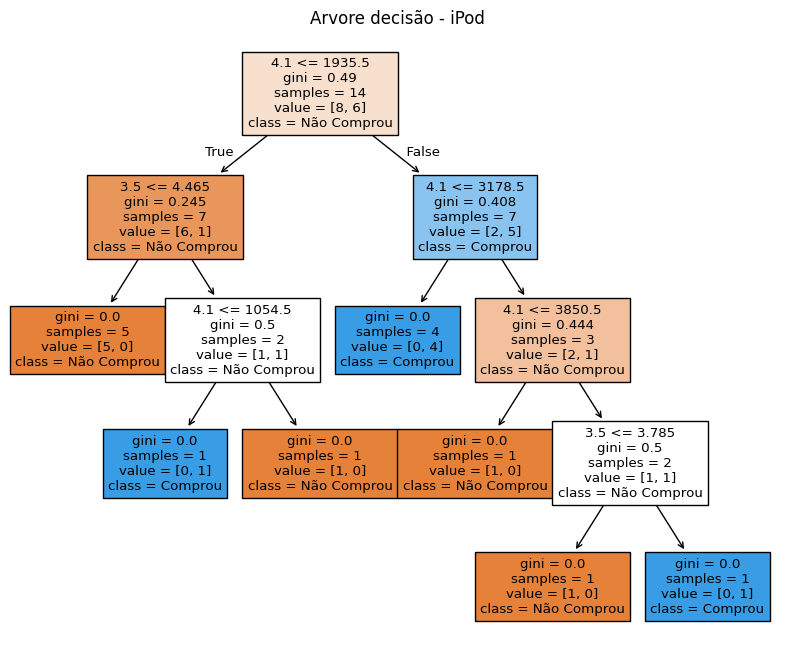 Arvore decisão - iPod
4.1 <= 1935.5
gini = 0.49
samples = 14
value = [8, 6]
class = Não Comprou
True
False
3.5 <= 4.465
gini = 0.245
samples = 7
value = [6, 1]
class = Não Comprou
4.1 <= 3178.5
gini = 0.408
samples = 7
value = [2, 5]
class = Comprou
gini = 0.0
samples = 5
value = [5, 0]
class = Não Comprou
4.1 <= 1054.5
gini = 0.5
samples = 2
value = [1, 1]
class = Não Comprou
gini = 0.0
samples = 4
value = [0, 4]
class = Comprou
4.1 <= 3850.5
gini = 0.444
samples = 3
value = [2, 1]
class = Não Comprou
gini = 0.0
samples = 1
value = [0, 1]
class = Comprou
gini = 0.0
samples = 1
value = [1, 0]
class = Não Comprou
gini = 0.0
samples = 1
value = [1, 0]
class = Não Comprou
3.5 <= 3.785
gini = 0.5
samples = 2
value = [1, 1]
class = Não Comprou
gini = 0.0
samples = 1
value = [1, 0]
class = Não Comprou
gini = 0.0
samples = 1
value = [0, 1]
class = Comprou